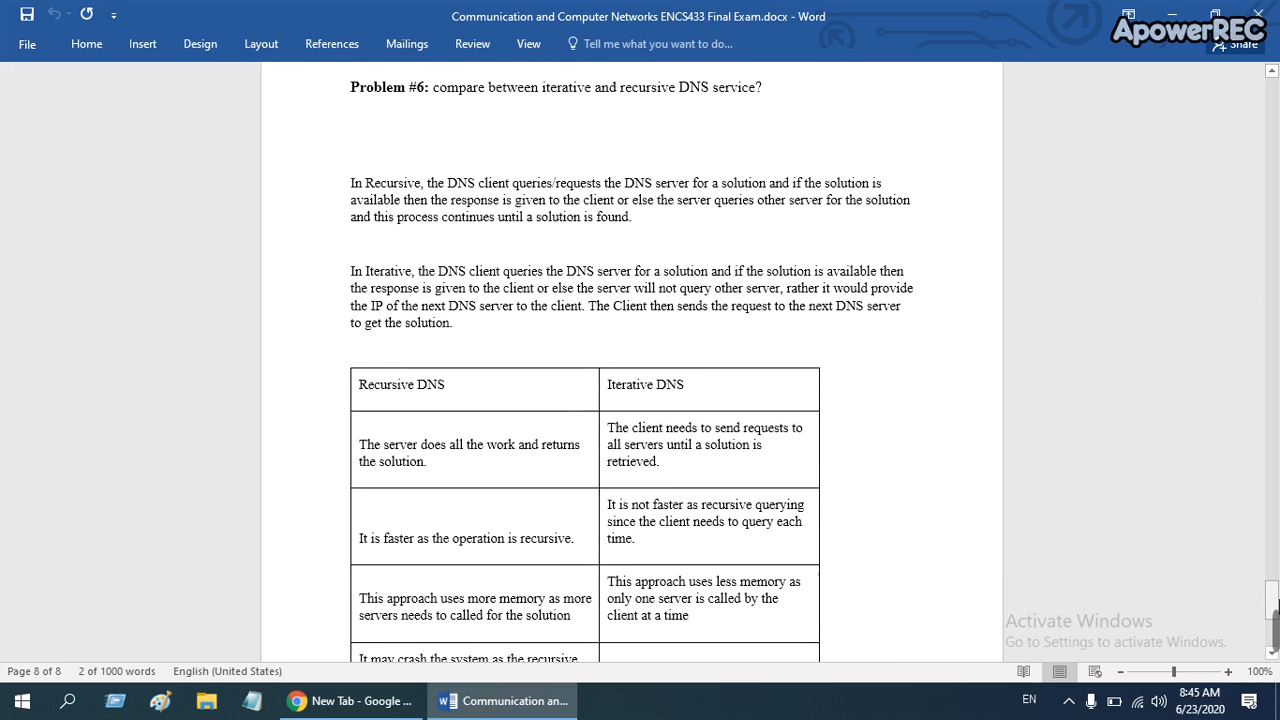 Communication and Computer Networks ENCS433 Final Exam.docx - Word
ApowerREC
File Home Insert Design Layout References Mailings Review View Tell me what you want to do... Share
Problem #6: compare between iterative and recursive DNS service?
In Recursive, the DNS client queries/requests the DNS server for a solution and if the solution is
available then the response is given to the client or else the server queries other server for the solution
and this process continues until a solution is found.
In Iterative, the DNS client queries the DNS server for a solution and if the solution is available then
the response is given to the client or else the server will not query other server, rather it would provide
the IP of the next DNS server to the client. The Client then sends the request to the next DNS server
to get the solution.
Recursive DNS
Iterative DNS
The server does all the work and returns
the solution.
The client needs to send requests to
all servers until a solution is
retrieved.
It is faster as the operation is recursive.
It is not faster as recursive querying
since the client needs to query each
time.
This approach uses more memory as more
servers needs to called for the solution
This approach uses less memory as
only one server is called by the
client at a time
It may crash the system as the recursive
Activate Windows
Go to Settings to activate Windows.
Page 8 of 8 2 of 1000 words English (United States) 100%
New Tab - Google ... Communication an... EN 8:45 AM
6/23/2020